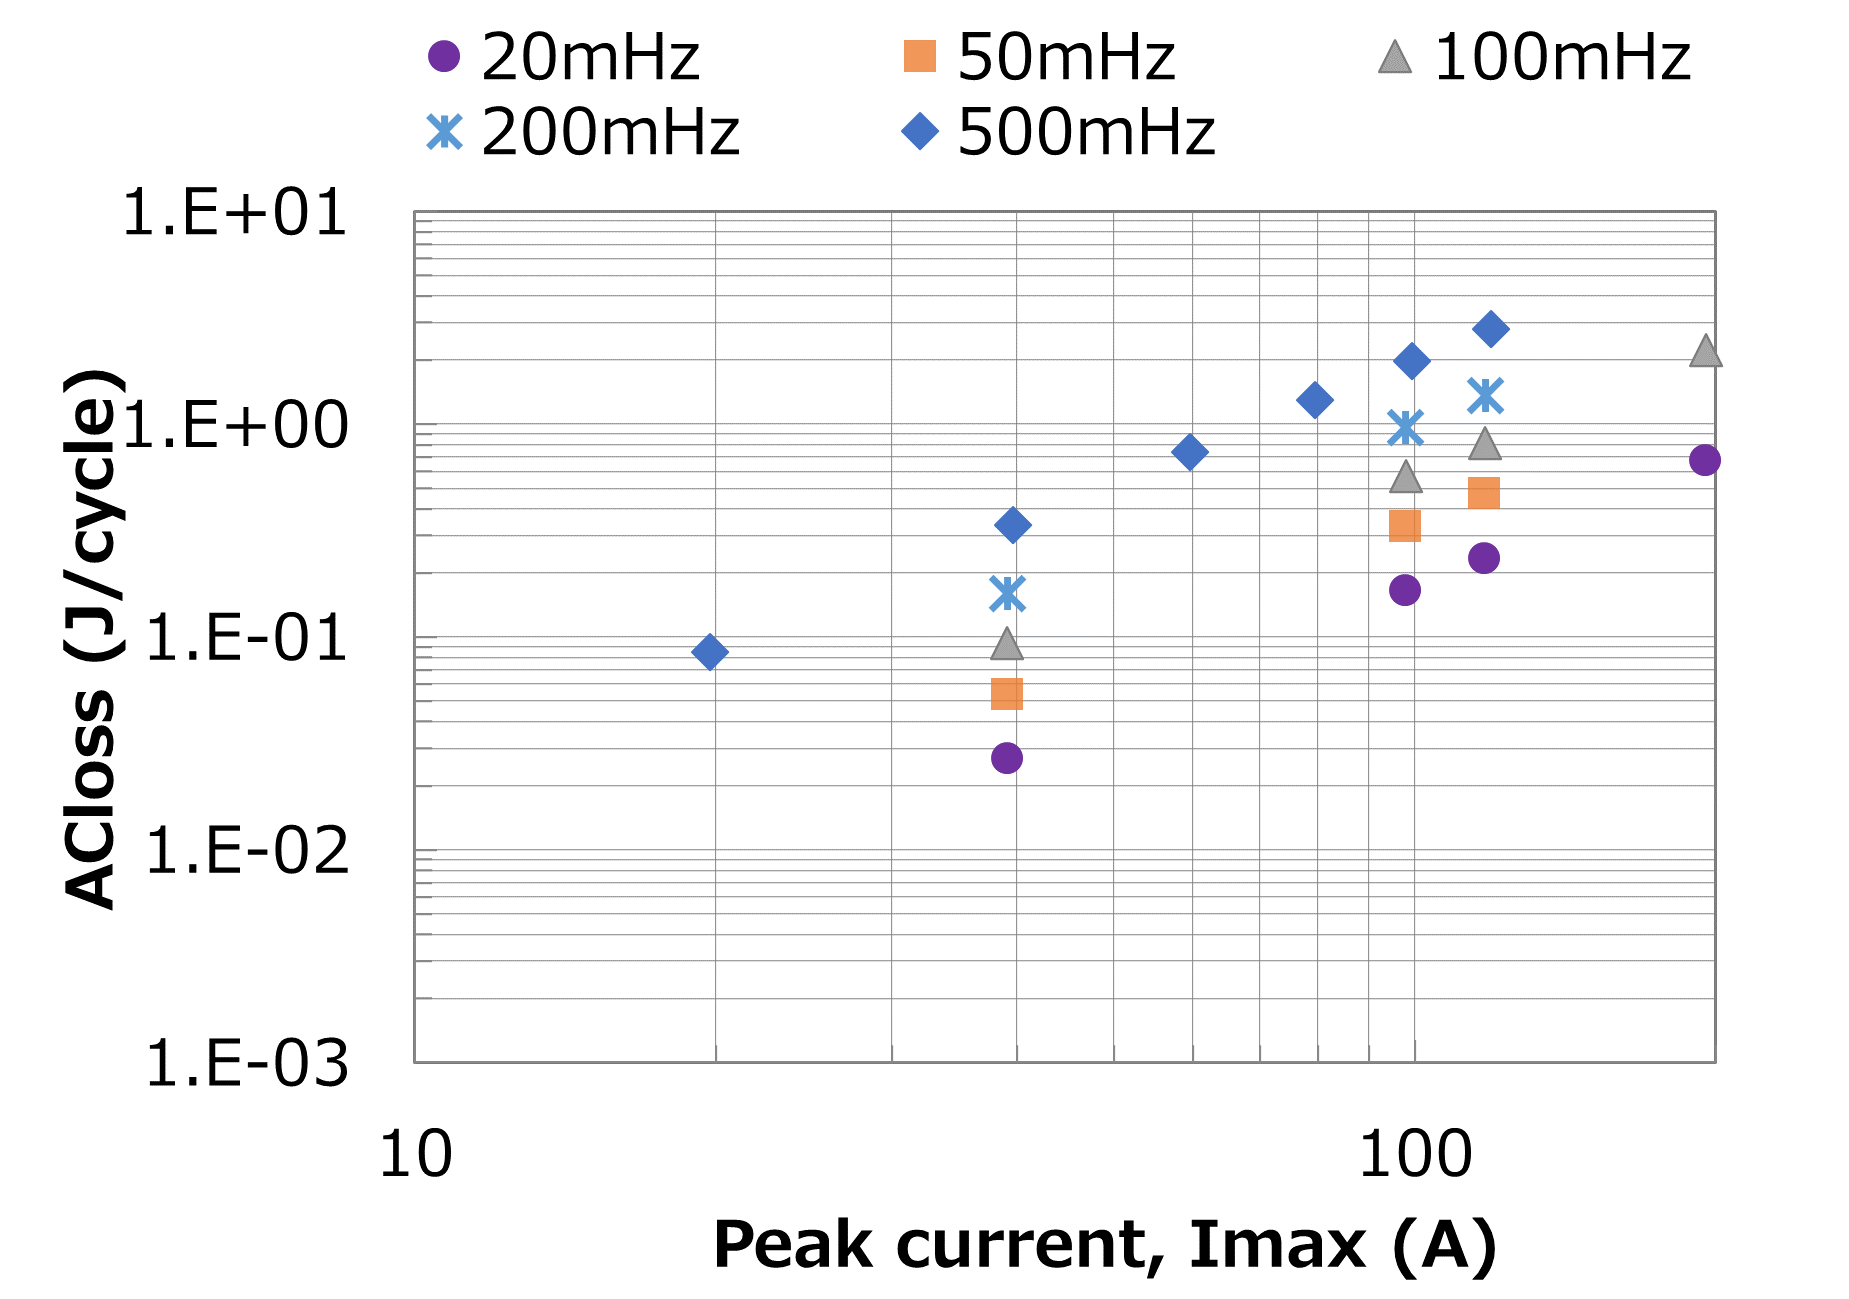 20mHz 50mHz 100mHz
200mHz 500mHz
1.E+01
1.E+00
1.E-01
1.E-02
1.E-03
ACloss (J/cycle)
10 100
Peak current, Imax (A)